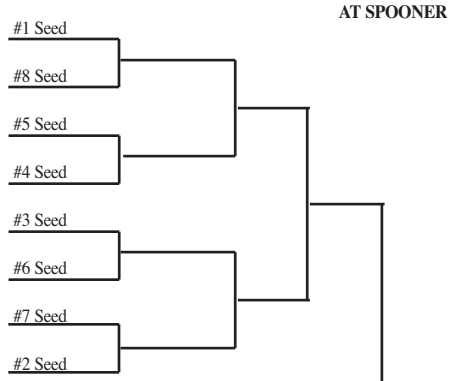 AT SPOONER
#1 Seed
#8 Seed
#5 Seed
#4 Seed
#3 Seed
#6 Seed
#7 Seed
#2 Seed